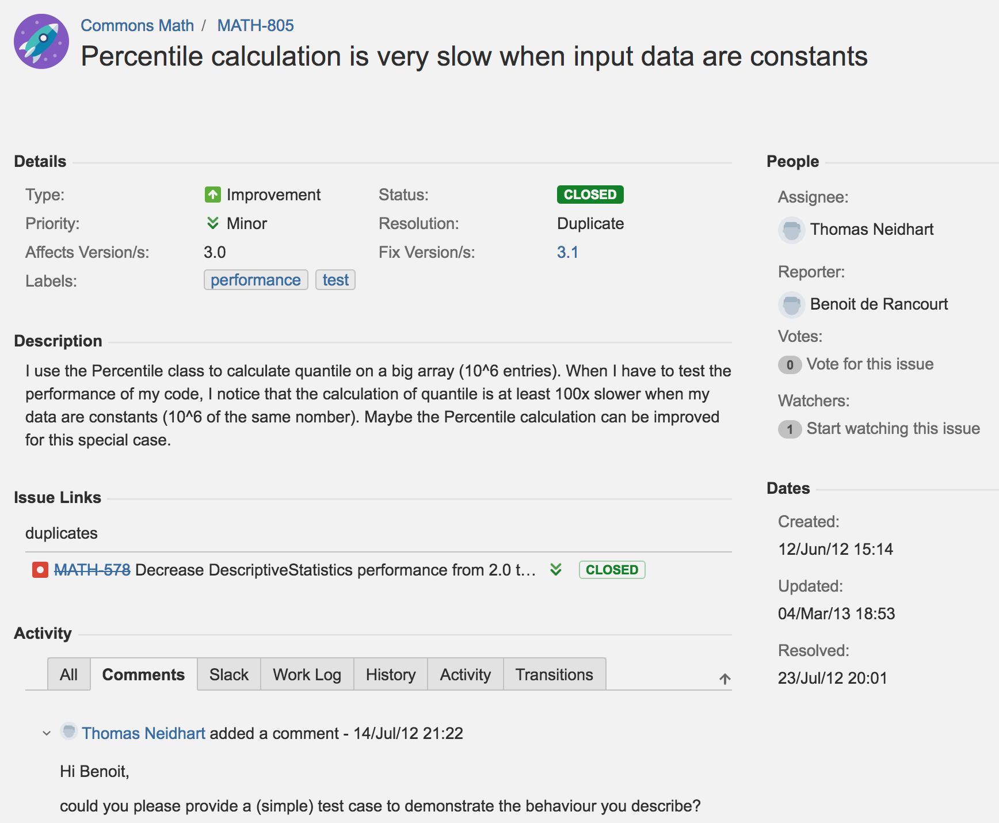 Commons Math / MATH-805
Percentile calculation is very slow when input data are constants
Details
Type: Improvement Status: CLOSED
Priority: Minor Resolution: Duplicate
Affects Version/s: 3.0 Fix Version/s: 3.1
Labels: performance test
Description
I use the Percentile class to calculate quantile on a big array (10^6 entries). When I have to test the
performance of my code, I notice that the calculation of quantile is at least 100x slower when my
data are constants (10^6 of the same nomber). Maybe the Percentile calculation can be improved
for this special case.
Issue Links
duplicates
MATH-578 Decrease DescriptiveStatistics performance from 2.0 t... CLOSED
Activity
All Comments Slack Work Log History Activity Transitions
Thomas Neidhart added a comment - 14/Jul/12 21:22
Hi Benoit,
could you please provide a (simple) test case to demonstrate the behaviour you describe?
People
Assignee:
Thomas Neidhart
Reporter:
Benoit de Rancourt
Votes:
0 Vote for this issue
Watchers:
1 Start watching this issue
Dates
Created:
12/Jun/12 15:14
Updated:
04/Mar/13 18:53
Resolved:
23/Jul/12 20:01